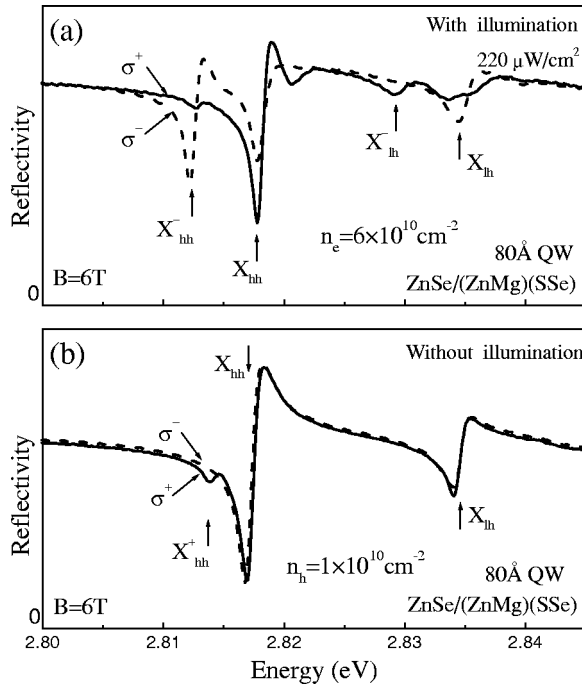 (a)
With illumination
220 μW/cm²
σ⁺
σ⁻
X⁻lh
Xlh
X⁻hh
Xhh
nₑ=6×10¹⁰cm⁻²
80Å QW
ZnSe/(ZnMg)(SSe)
B=6T
0
Reflectivity
(b)
Without illumination
Xhh
σ⁻
σ⁺
X⁺hh
Xlh
nₕ=1×10¹⁰cm⁻²
80Å QW
ZnSe/(ZnMg)(SSe)
B=6T
0
Reflectivity
2.80 2.81 2.82 2.83 2.84
Energy (eV)